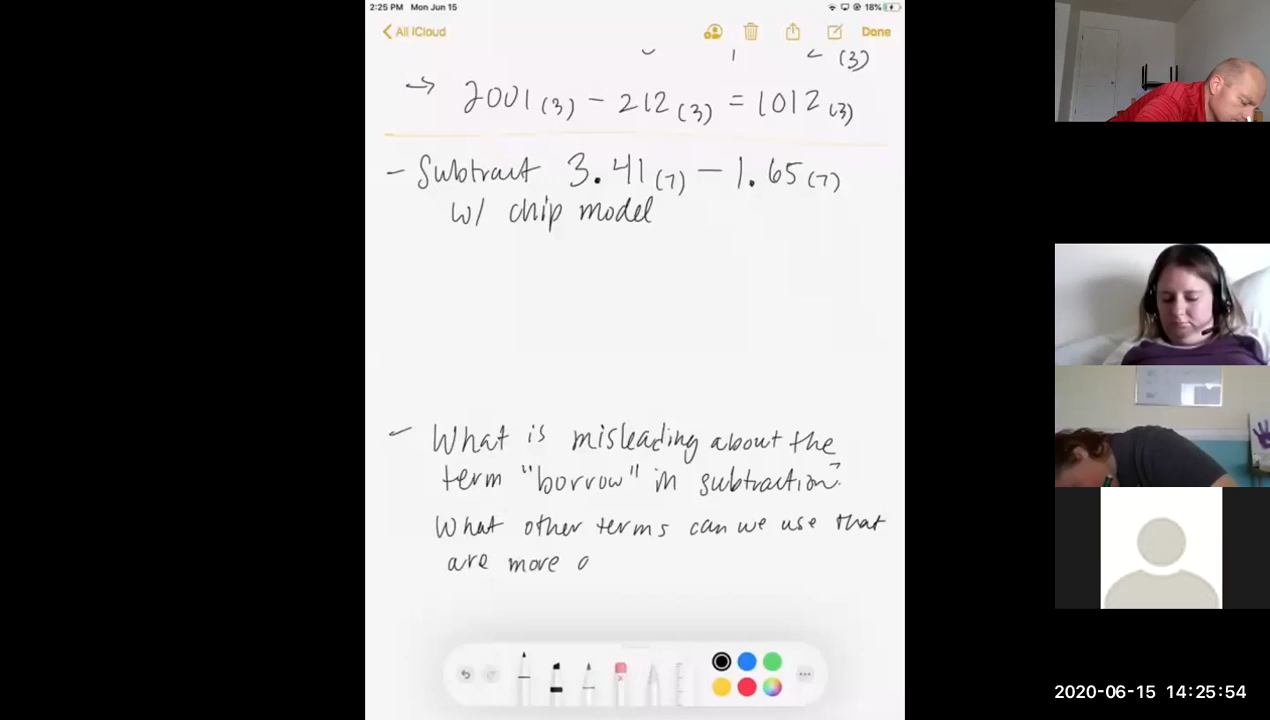 2:25 PM Mon Jun 15 18%
All iCloud Done
(3)
→ 2001(3) - 212(3) = 1012(3)
- Subtract 3.41(7) - 1.65(7)
w/ chip model
- What is misleading about the
term "borrow" in subtraction?
What other terms can we use that
are more a
2020-06-15 14:25:54